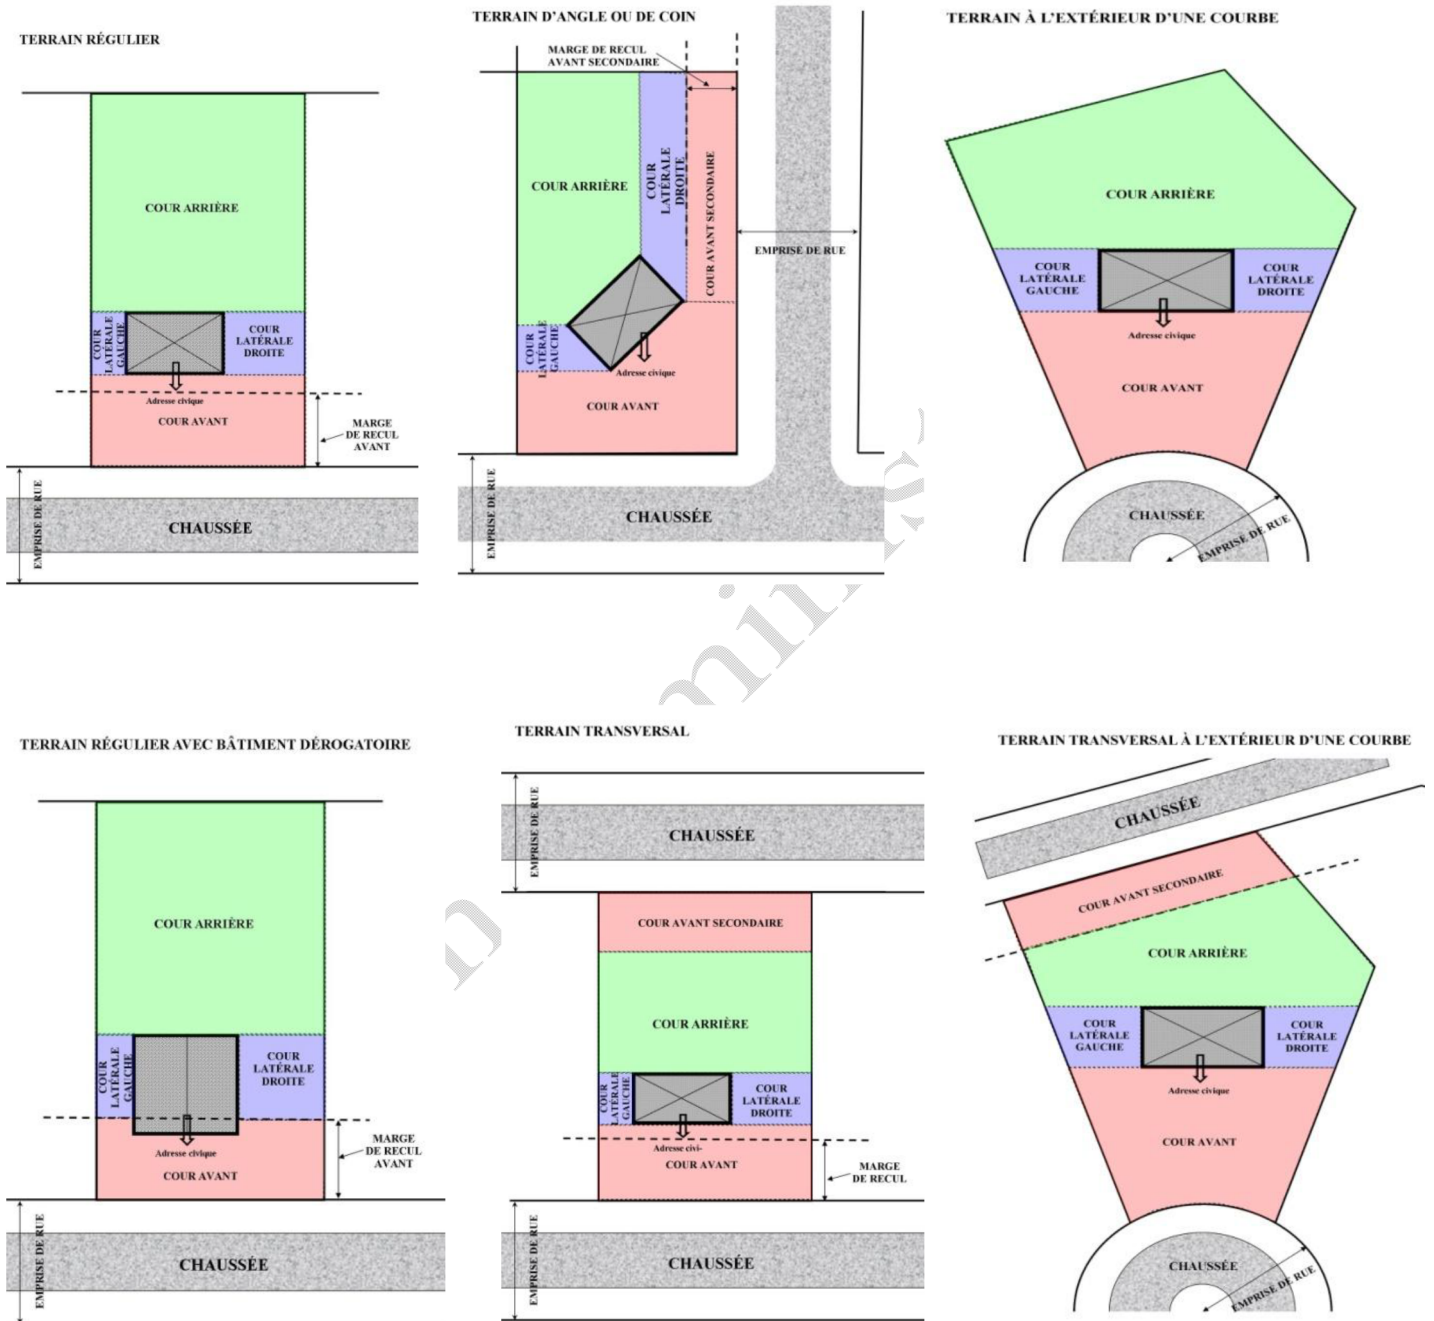 TERRAIN RÉGULIER
COUR ARRIÈRE
COUR
LATÉRALE
GAUCHE
COUR
LATÉRALE
DROITE
Adresse civique
COUR AVANT
MARGE
DE RECUL
AVANT
EMPRISE DE RUE
CHAUSSÉE
TERRAIN D'ANGLE OU DE COIN
MARGE DE RECUL
AVANT SECONDAIRE
COUR ARRIÈRE
COUR
LATÉRALE
DROITE
COUR AVANT SECONDAIRE
EMPRISE DE RUE
COUR
LATÉRALE
GAUCHE
Adresse civique
COUR AVANT
EMPRISE DE RUE
CHAUSSÉE
TERRAIN À L'EXTÉRIEUR D'UNE COURBE
COUR ARRIÈRE
COUR
LATÉRALE
GAUCHE
COUR
LATÉRALE
DROITE
Adresse civique
COUR AVANT
CHAUSSÉE
EMPRISE DE RUE
TERRAIN RÉGULIER AVEC BÂTIMENT DÉROGATOIRE
COUR ARRIÈRE
COUR
LATÉRALE
GAUCHE
COUR
LATÉRALE
DROITE
Adresse civique
COUR AVANT
MARGE
DE RECUL
AVANT
EMPRISE DE RUE
CHAUSSÉE
TERRAIN TRANSVERSAL
EMPRISE DE RUE
CHAUSSÉE
COUR AVANT SECONDAIRE
COUR ARRIÈRE
COUR
LATÉRALE
GAUCHE
COUR
LATÉRALE
DROITE
Adresse civi-
COUR AVANT
MARGE
DE RECUL
EMPRISE DE RUE
CHAUSSÉE
TERRAIN TRANSVERSAL À L'EXTÉRIEUR D'UNE COURBE
CHAUSSÉE
COUR AVANT SECONDAIRE
COUR ARRIÈRE
COUR
LATÉRALE
GAUCHE
COUR
LATÉRALE
DROITE
Adresse civique
COUR AVANT
CHAUSSÉE
EMPRISE DE RUE